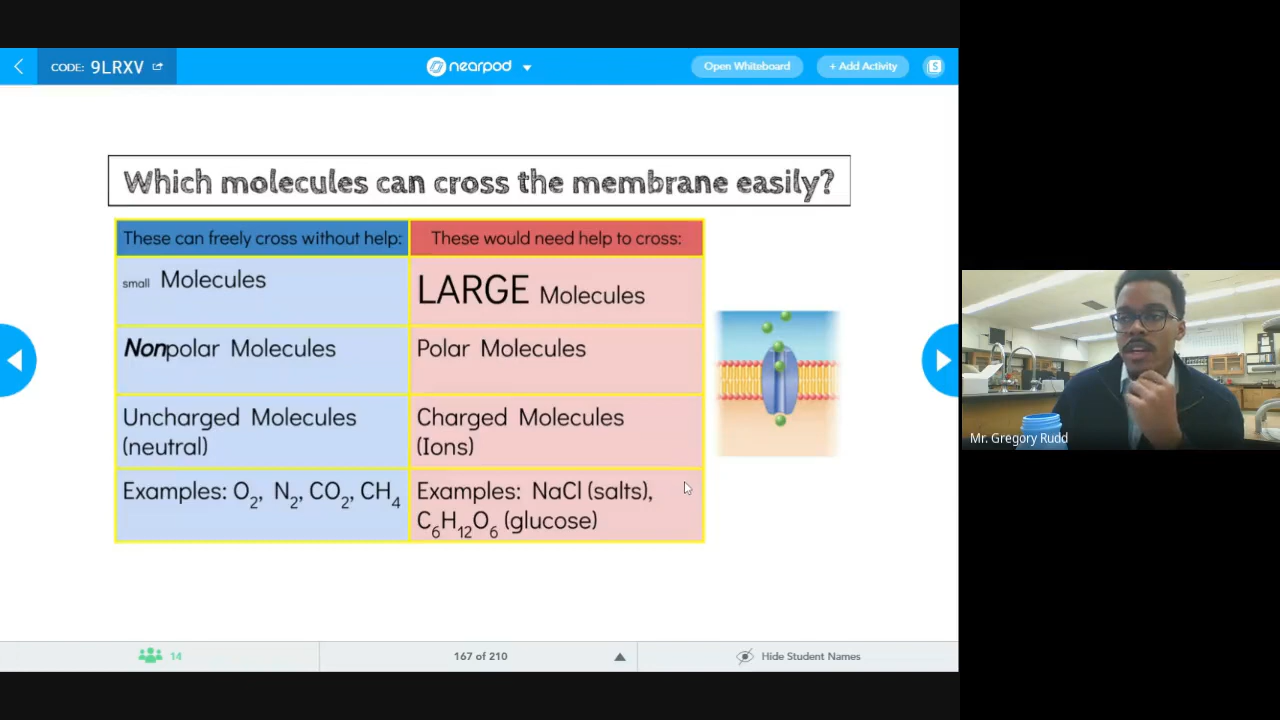 CODE: 9LRXV
nearpod
Open Whiteboard
+ Add Activity
S
Which molecules can cross the membrane easily?
These can freely cross without help:
These would need help to cross:
small Molecules
LARGE Molecules
Nonpolar Molecules
Polar Molecules
Uncharged Molecules
(neutral)
Charged Molecules
(Ions)
Examples: O₂, N₂, CO₂, CH₄
Examples: NaCl (salts),
C₆H₁₂O₆ (glucose)
Mr. Gregory Rudd
14
167 of 210
Hide Student Names